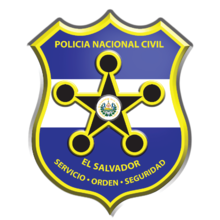 POLICIA NACIONAL CIVIL
EL SALVADOR
SERVICIO • ORDEN • SEGURIDAD